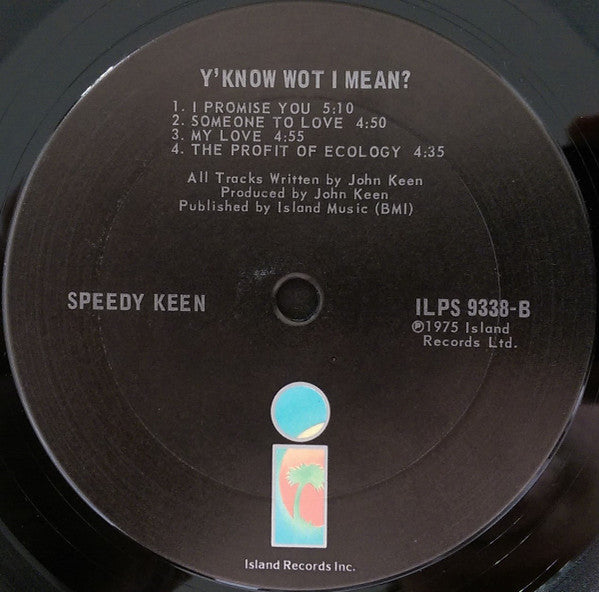 Y'KNOW WOT I MEAN?
1. I PROMISE YOU 5:10
2. SOMEONE TO LOVE 4:50
3. MY LOVE 4:55
4. THE PROFIT OF ECOLOGY 4:35
All Tracks Written by John Keen
Produced by John Keen
Published by Island Music (BMI)
SPEEDY KEEN
ILPS 9338-B
℗1975 Island
Records Ltd.
Island Records Inc.